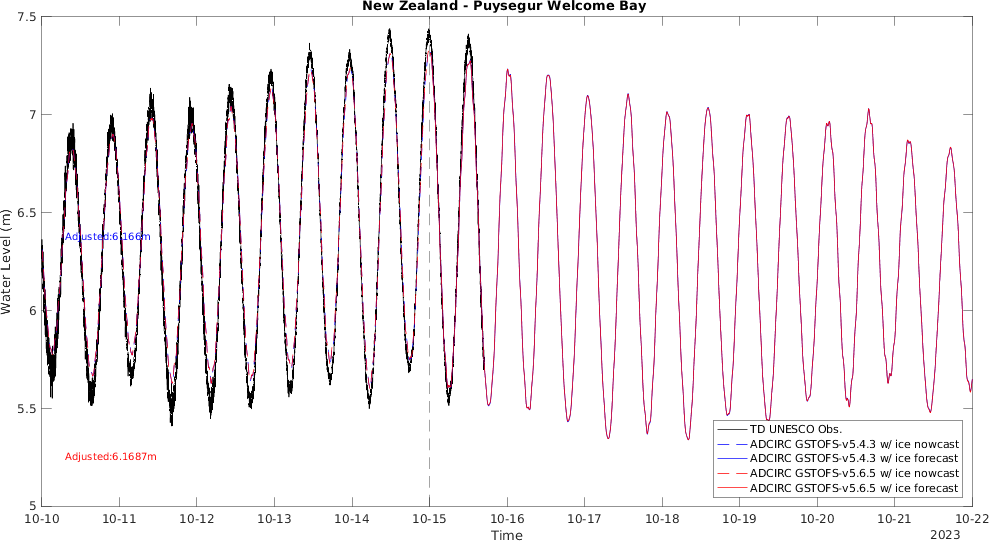 New Zealand - Puysegur Welcome Bay
7.5
7
6.5
6
5.5
5
Water Level (m)
Adjusted:6.166m
Adjusted:6.1687m
TD UNESCO Obs.
ADCIRC GSTOFS-v5.4.3 w/ ice nowcast
ADCIRC GSTOFS-v5.4.3 w/ ice forecast
ADCIRC GSTOFS-v5.6.5 w/ ice nowcast
ADCIRC GSTOFS-v5.6.5 w/ ice forecast
10-10 10-11 10-12 10-13 10-14 10-15 10-16 10-17 10-18 10-19 10-20 10-21 10-22
Time
2023